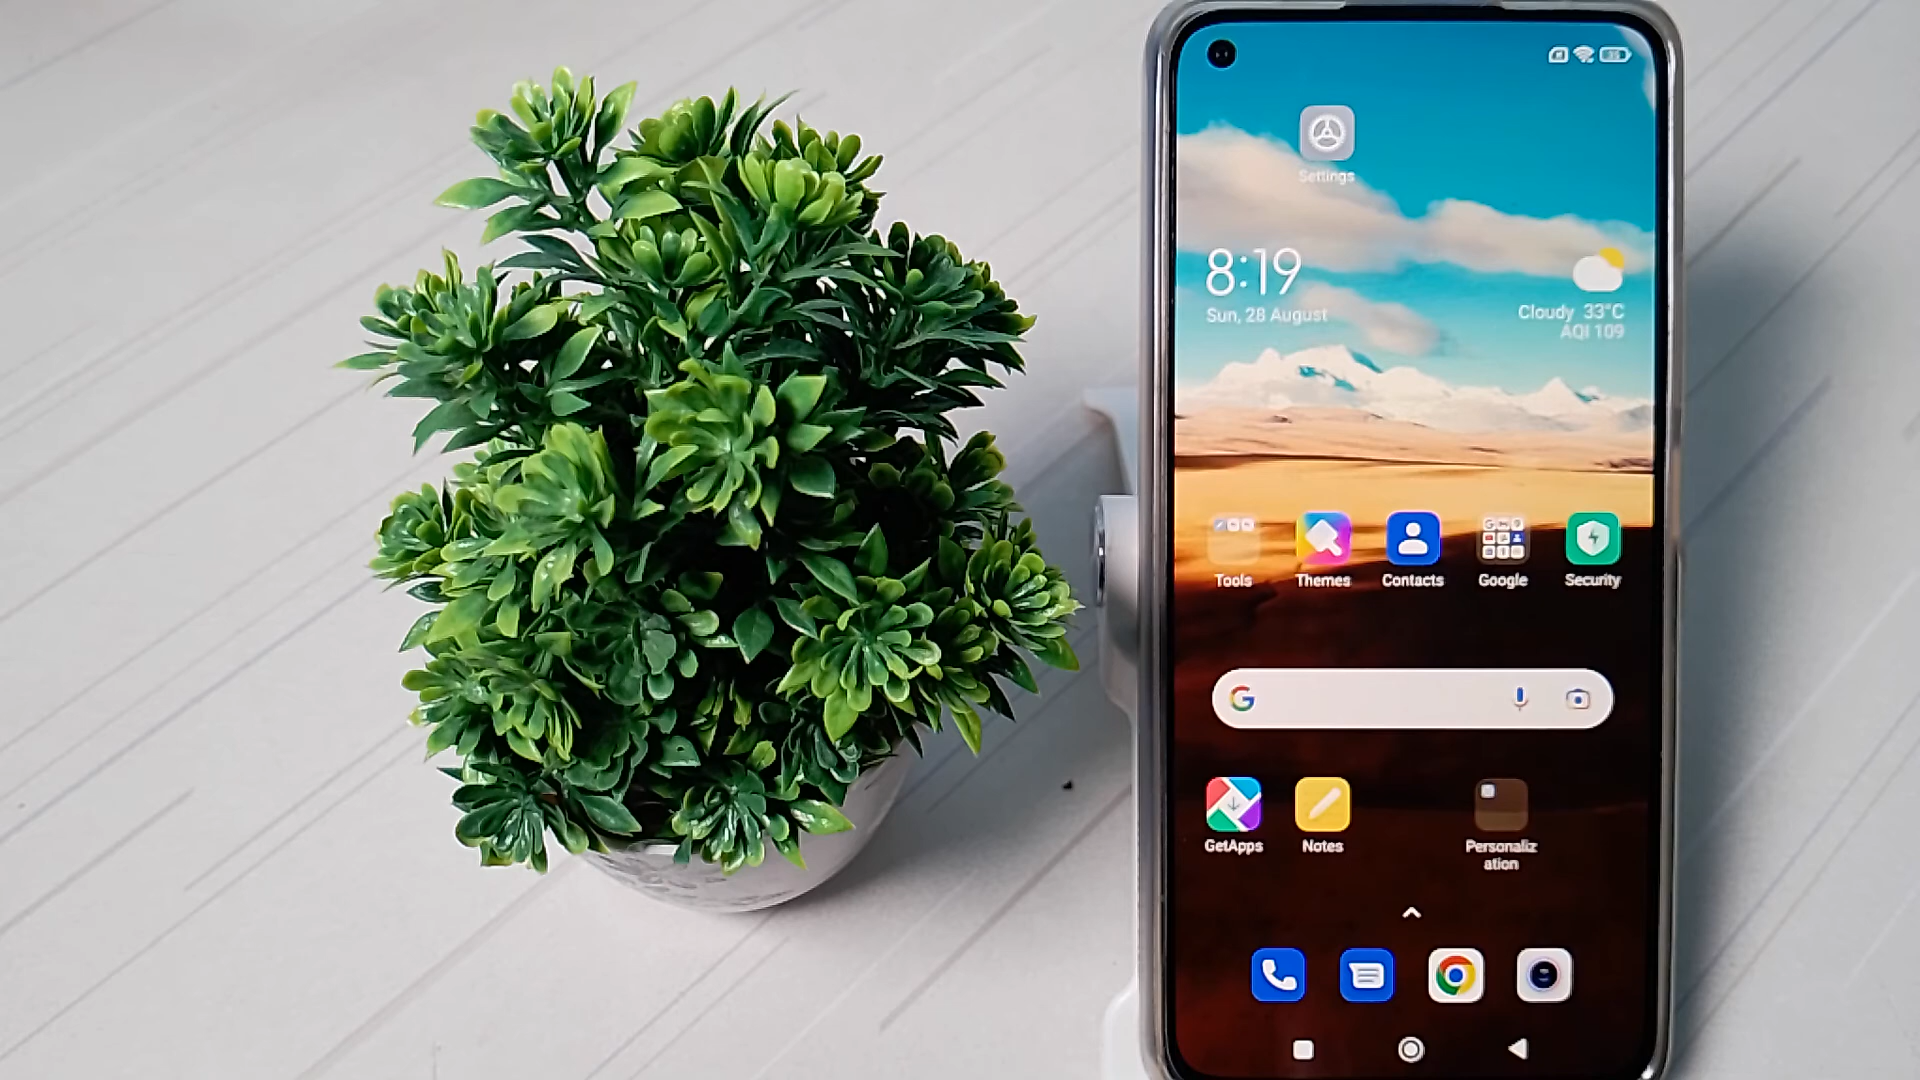 Settings
8:19
Sun, 28 August
Cloudy 33°C
AQI 109
Tools
Themes
Contacts
Google
Security
GetApps
Notes
Personaliz
ation